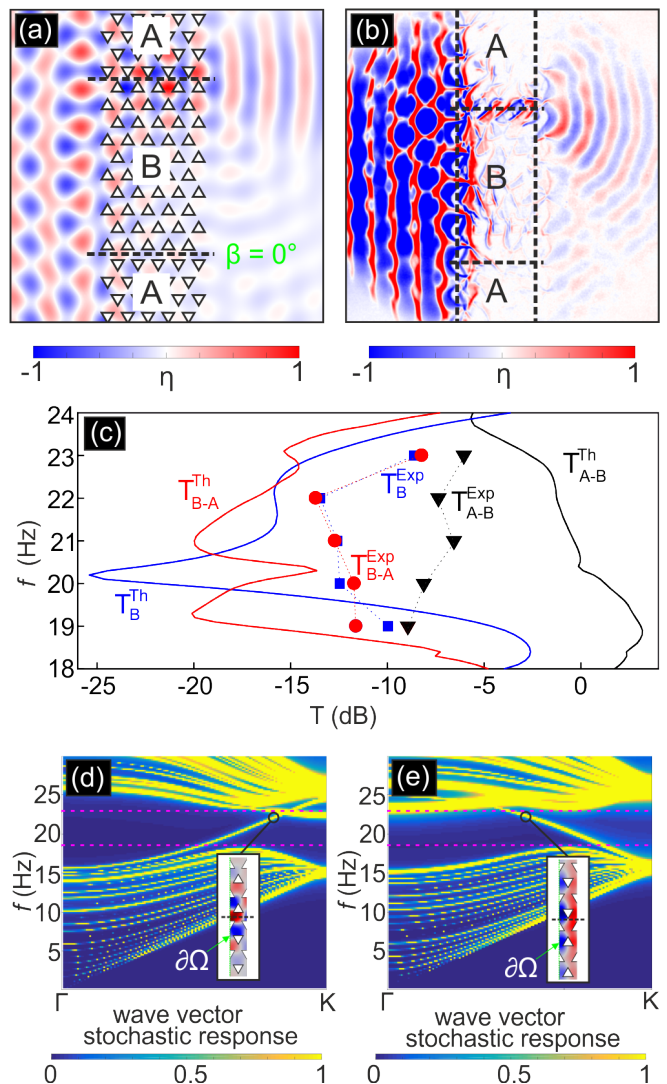 (a)
A
B
A
β = 0°
(b)
A
B
A
-1
η
1
-1
η
1
(c)
24
23
22
21
20
19
18
f (Hz)
T^Th_B-A
T^Exp_B
T^Exp_A-B
T^Th_A-B
T^Exp_B-A
T^Th_B
-25
-20
-15
-10
-5
0
T (dB)
(d)
f (Hz)
25
20
15
10
5
∂Ω
Γ
K
wave vector
stochastic response
0
0.5
1
(e)
f (Hz)
25
20
15
10
5
∂Ω
Γ
K
wave vector
stochastic response
0
0.5
1